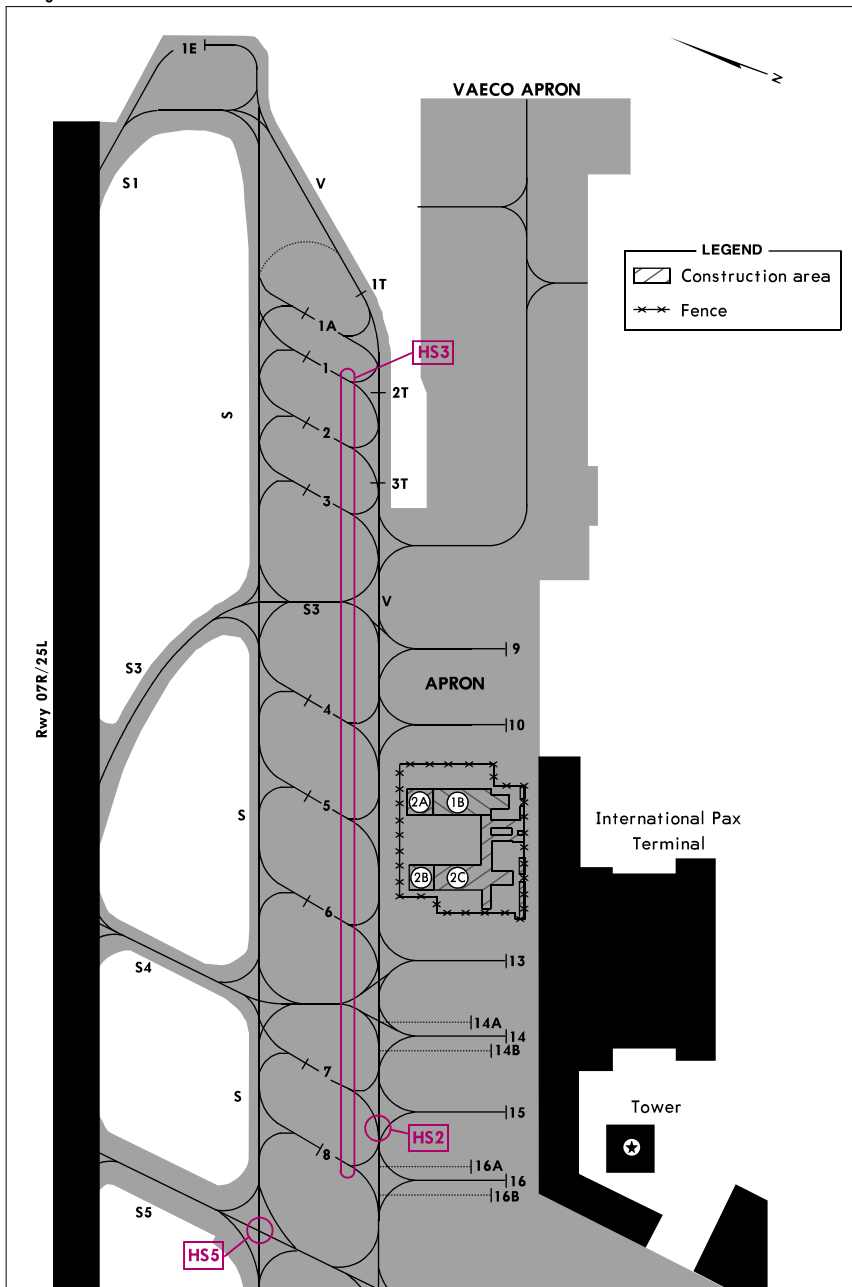 1E
N
VAECO APRON
S1
V
LEGEND
Construction area
Fence
1T
1A
HS3
1
2T
S
2
3T
3
S3
V
Rwy 07R/25L
9
S3
APRON
4
10
2A
1B
5
S
International Pax
Terminal
2B
2C
6
13
S4
14A
14
14B
7
S
15
Tower
HS2
8
16A
16
16B
S5
HS5